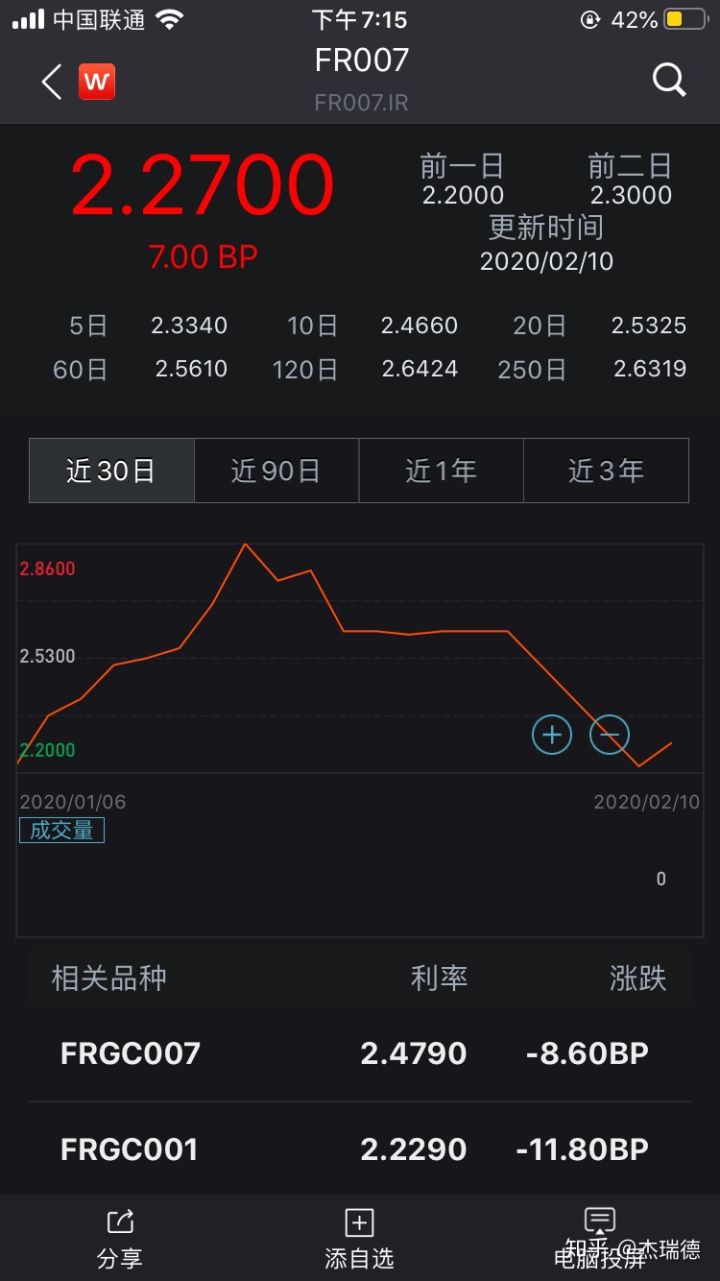 中国联通 下午7:15 42%
FR007
W
FR007.IR
2.2700
7.00 BP
前一日 前二日
2.2000 2.3000
更新时间
2020/02/10
5日 2.3340 10日 2.4660 20日 2.5325
60日 2.5610 120日 2.6424 250日 2.6319
近30日 近90日 近1年 近3年
2.8600
2.5300
2.2000
2020/01/06 2020/02/10
成交量
0
相关品种 利率 涨跌
FRGC007 2.4790 -8.60BP
FRGC001 2.2290 -11.80BP
分享 添自选 电脑投屏
知乎 @杰瑞德